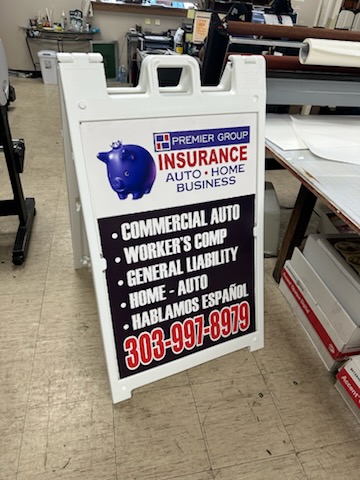 PREMIER GROUP
INSURANCE
AUTO • HOME
BUSINESS
• COMMERCIAL AUTO
• WORKER'S COMP
• GENERAL LIABILITY
• HOME - AUTO
• HABLAMOS ESPAÑOL
303-997-8979